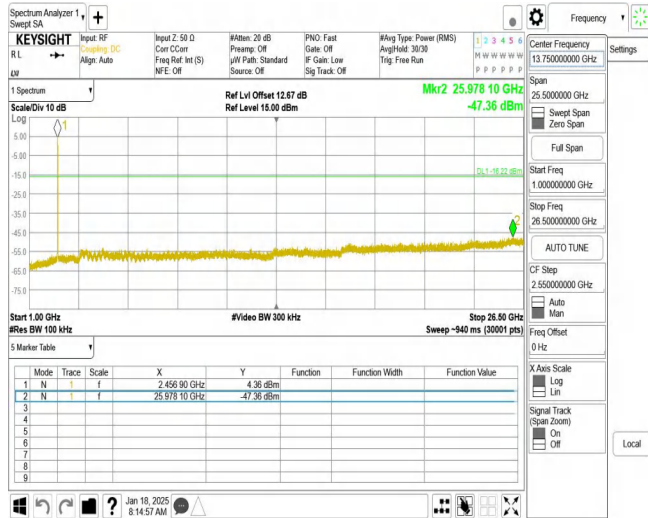 Spectrum Analyzer 1
Swept SA
+
Frequency
KEYSIGHT
RL
Input: RF
Coupling: DC
Align: Auto
Input Z: 50 Ω
Corr CCorr
Freq Ref: Int (S)
NFE: Off
#Atten: 20 dB
Preamp: Off
µW Path: Standard
Source: Off
PNO: Fast
Gate: Off
IF Gain: Low
Sig Track: Off
#Avg Type: Power (RMS)
Avg|Hold: 30/30
Trig: Free Run
1 2 3 4 5 6
M W W W W W
P P P P P P
1 Spectrum
Scale/Div 10 dB
Ref Lvl Offset 12.67 dB
Ref Level 15.00 dBm
Mkr2 25.978 10 GHz
-47.36 dBm
Log
1
5.00
-5.00
DL1 -16.22 dBm
-15.0
-25.0
-35.0
2
-45.0
-55.0
-65.0
-75.0
Start 1.00 GHz
#Video BW 300 kHz
Stop 26.50 GHz
#Res BW 100 kHz
Sweep ~940 ms (30001 pts)
5 Marker Table
Mode Trace Scale X Y Function Function Width Function Value
1 N 1 f 2.456 90 GHz 4.36 dBm
2 N 1 f 25.978 10 GHz -47.36 dBm
3
4
5
6
7
8
9
Jan 18, 2025
8:14:57 AM
Center Frequency
13.750000000 GHz
Settings
Span
25.5000000 GHz
Swept Span
Zero Span
Full Span
Start Freq
1.000000000 GHz
Stop Freq
26.500000000 GHz
AUTO TUNE
CF Step
2.550000000 GHz
Auto
Man
Freq Offset
0 Hz
X Axis Scale
Log
Lin
Signal Track
(Span Zoom)
On
Off
Local